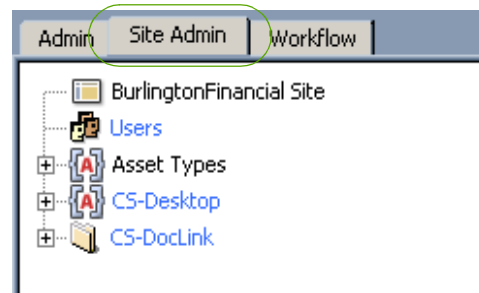 Admin Site Admin Workflow
BurlingtonFinancial Site
Users
Asset Types
CS-Desktop
CS-DocLink